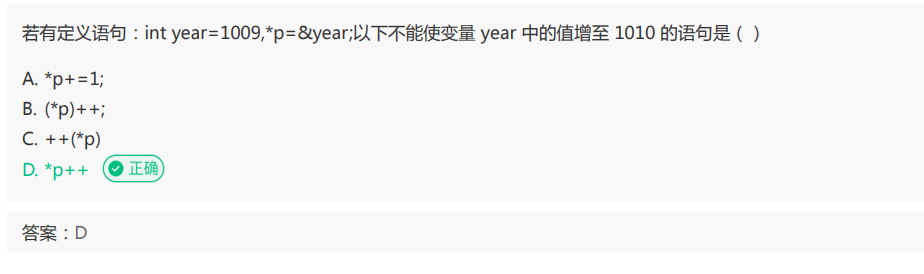 若有定义语句：int year=1009,*p=&year;以下不能使变量 year 中的值增至 1010 的语句是 ( )
A. *p+=1;
B. (*p)++;
C. ++(*p)
D. *p++ 正确
答案：D